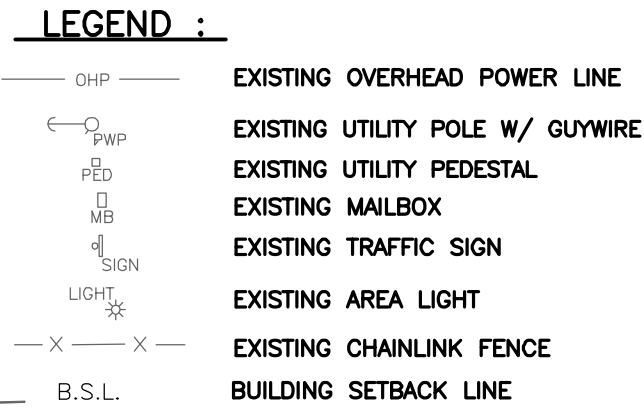 LEGEND :
OHP EXISTING OVERHEAD POWER LINE
PWP EXISTING UTILITY POLE W/ GUYWIRE
PED EXISTING UTILITY PEDESTAL
MB EXISTING MAILBOX
SIGN EXISTING TRAFFIC SIGN
LIGHT EXISTING AREA LIGHT
X X EXISTING CHAINLINK FENCE
B.S.L. BUILDING SETBACK LINE